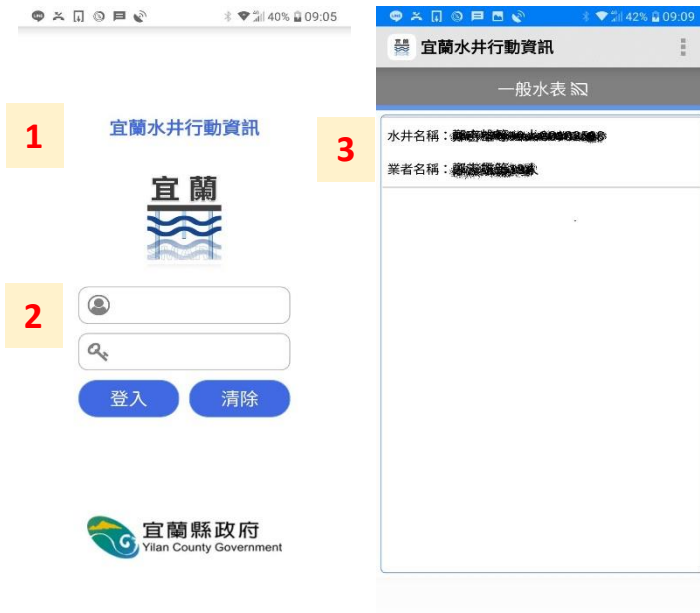 40% 09:05
1
宜蘭水井行動資訊
宜蘭
2
登入 清除
宜蘭縣政府
Yilan County Government
42% 09:09
宜蘭水井行動資訊
一般水表
3
水井名稱：
業者名稱：